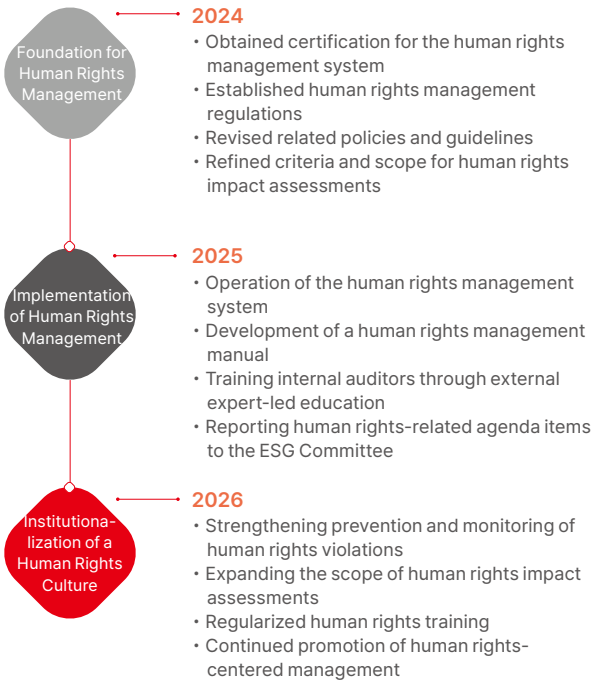 Foundation for
Human Rights
Management
2024
• Obtained certification for the human rights
management system
• Established human rights management
regulations
• Revised related policies and guidelines
• Refined criteria and scope for human rights
impact assessments
Implementation
of Human Rights
Management
2025
• Operation of the human rights management
system
• Development of a human rights management
manual
• Training internal auditors through external
expert-led education
• Reporting human rights-related agenda items
to the ESG Committee
Institutiona-
lization of a
Human Rights
Culture
2026
• Strengthening prevention and monitoring of
human rights violations
• Expanding the scope of human rights impact
assessments
• Regularized human rights training
• Continued promotion of human rights-
centered management